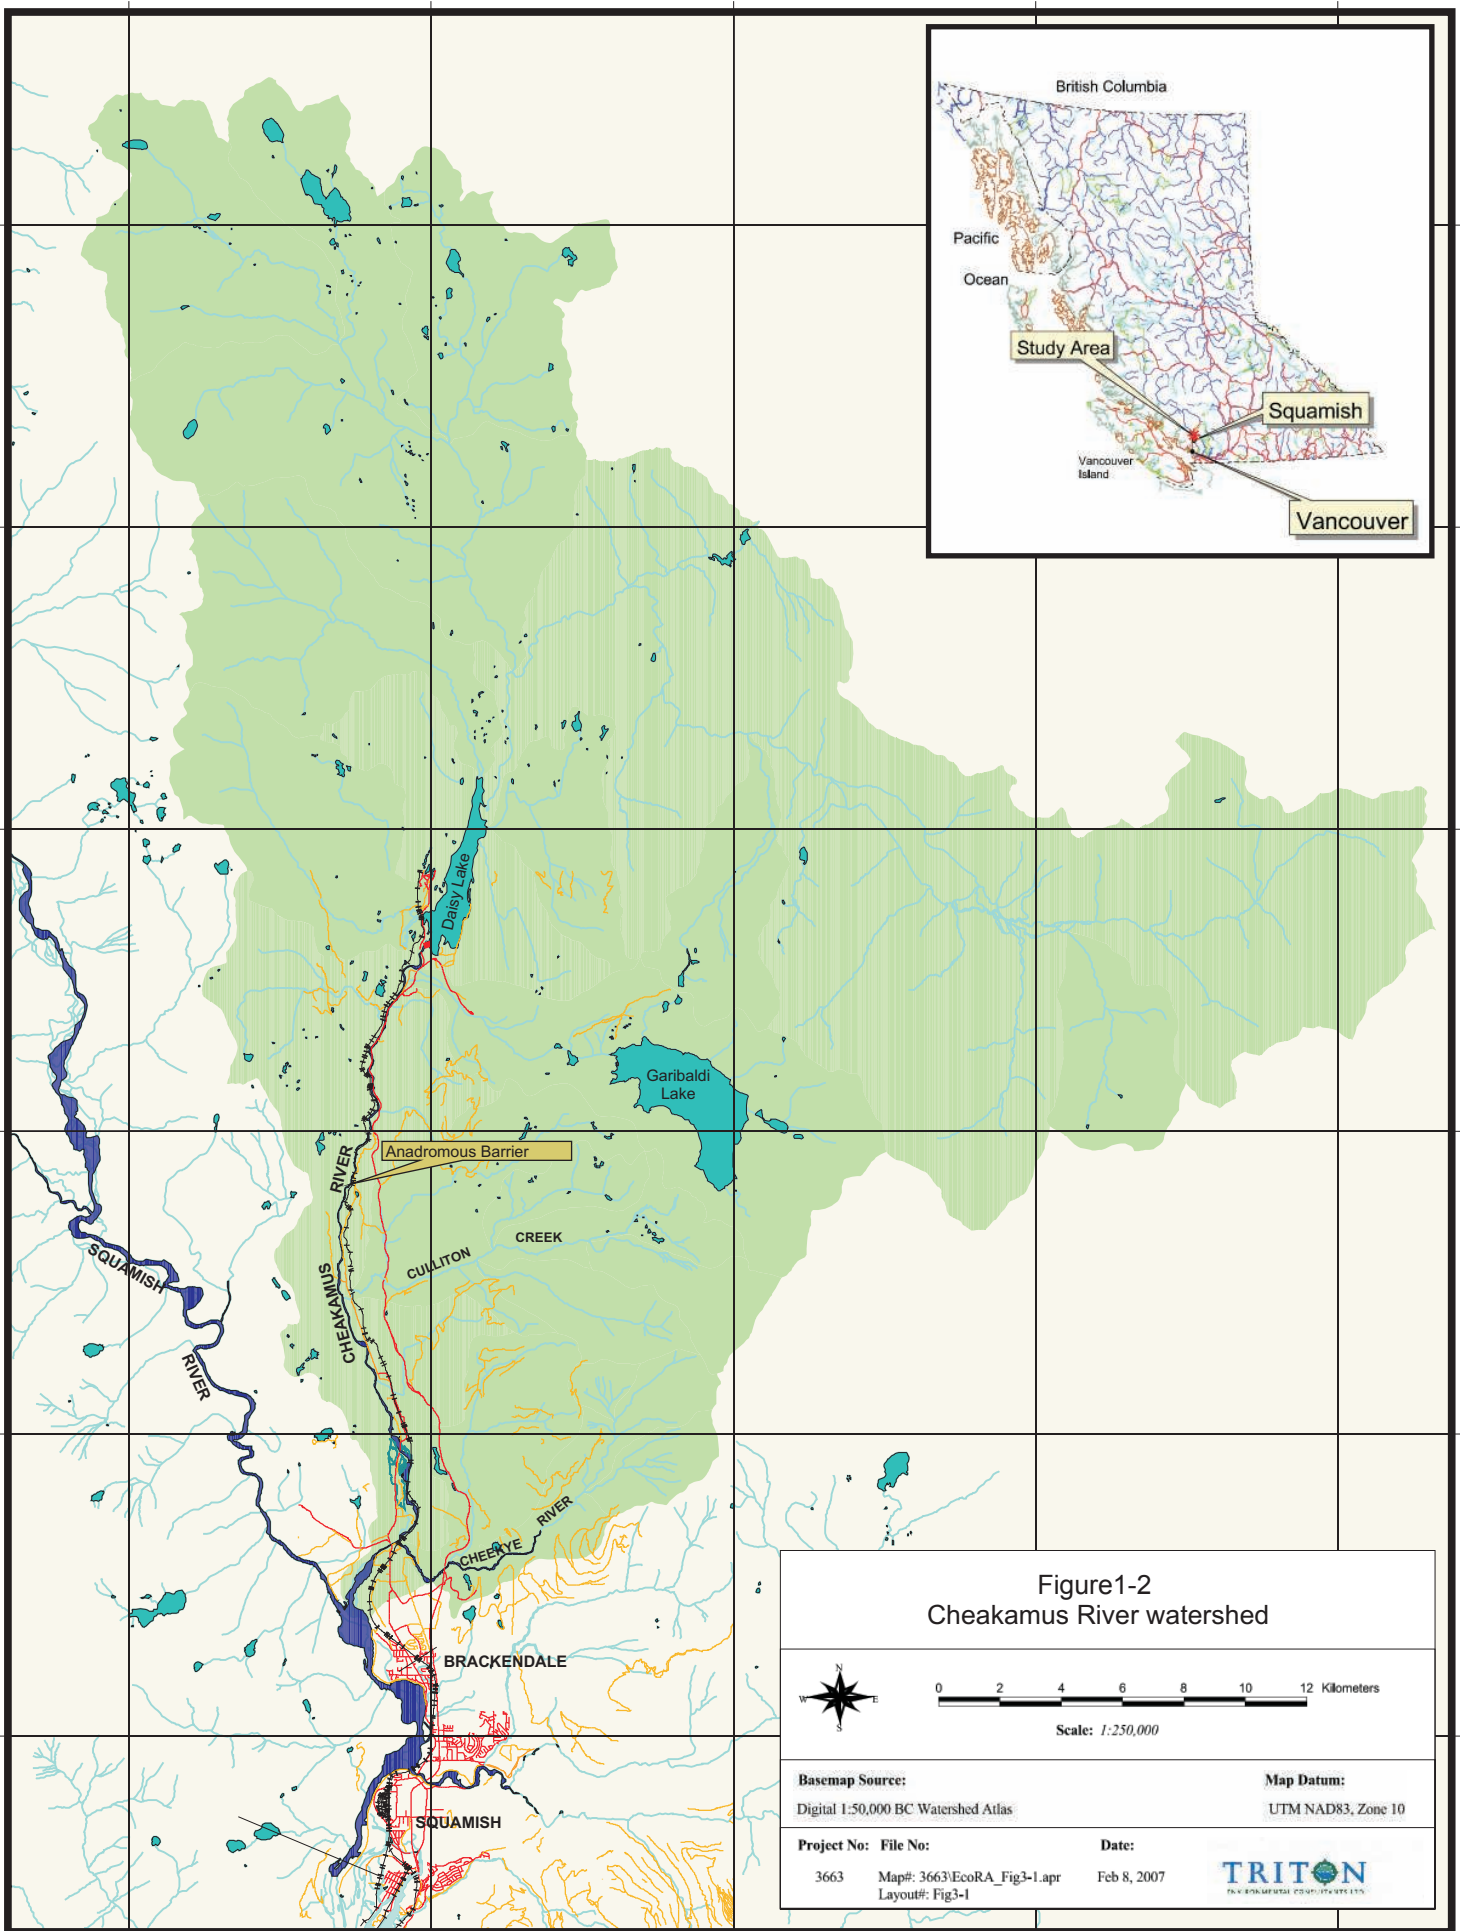 British Columbia
Pacific
Ocean
Study Area
Squamish
Vancouver
Island
Vancouver
Daisy Lake
Garibaldi
Lake
Anadromous Barrier
RIVER
CHEAKAMUS
CULLITON
CREEK
SQUAMISH
RIVER
CHEEKYE
RIVER
BRACKENDALE
SQUAMISH
Figure1-2
Cheakamus River watershed
N
W E
S
0 2 4 6 8 10 12 Kilometers
Scale: 1:250,000
Basemap Source: Map Datum:
Digital 1:50,000 BC Watershed Atlas UTM NAD83, Zone 10
Project No: File No: Date:
3663 Map#: 3663\EcoRA_Fig3-1.apr Feb 8, 2007
Layout#: Fig3-1
TRITON
ENVIRONMENTAL CONSULTANTS LTD.